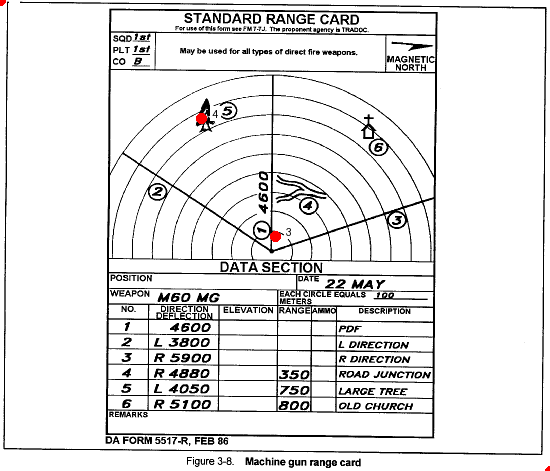 STANDARD RANGE CARD
For use of this form see FM 7-7J. The proponent agency is TRADOC.
SQD 1st
PLT 1st
CO B
May be used for all types of direct fire weapons.
MAGNETIC
NORTH
4
5
6
2
4600
4
3
1
3
DATA SECTION
POSITION
DATE 22 MAY
WEAPON M60 MG
EACH CIRCLE EQUALS 100
METERS
NO. DIRECTION DEFLECTION ELEVATION RANGE AMMO DESCRIPTION
1 4600 PDF
2 L 3800 L DIRECTION
3 R 5900 R DIRECTION
4 R 4880 350 ROAD JUNCTION
5 L 4050 750 LARGE TREE
6 R 5100 800 OLD CHURCH
REMARKS
DA FORM 5517-R, FEB 86
Figure 3-8. Machine gun range card